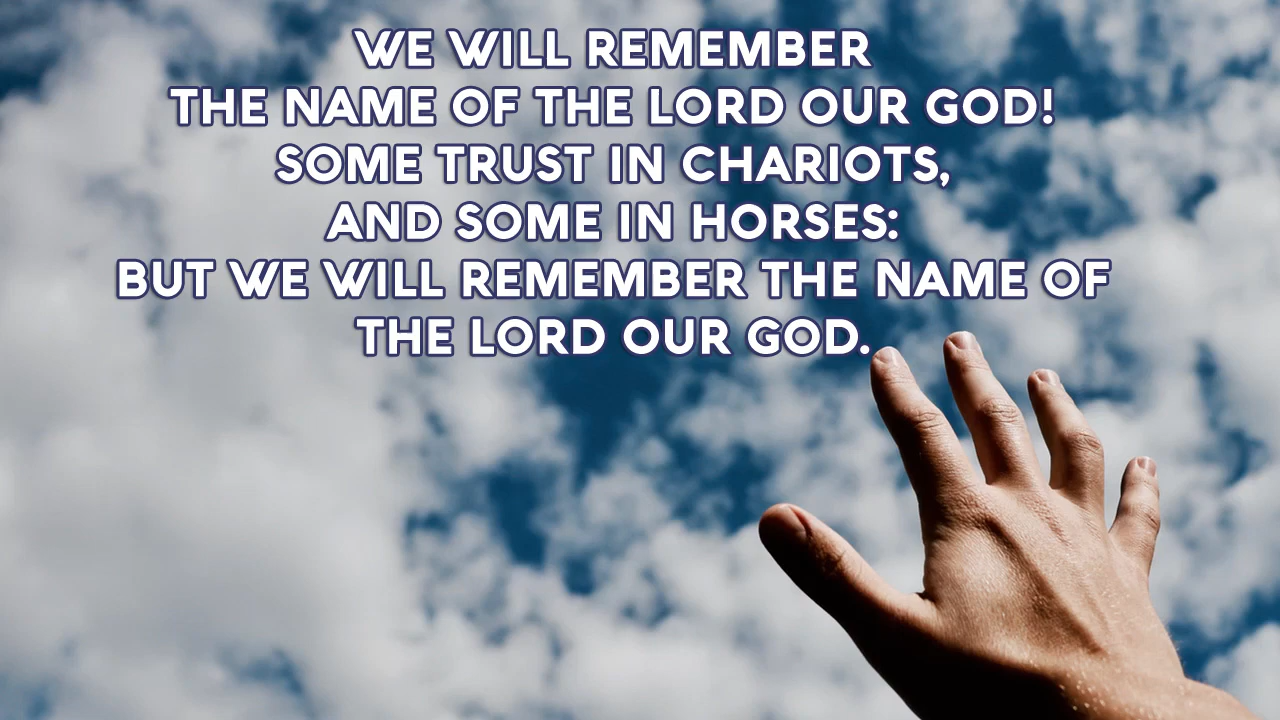 WE WILL REMEMBER
THE NAME OF THE LORD OUR GOD!
SOME TRUST IN CHARIOTS,
AND SOME IN HORSES:
BUT WE WILL REMEMBER THE NAME OF
THE LORD OUR GOD.